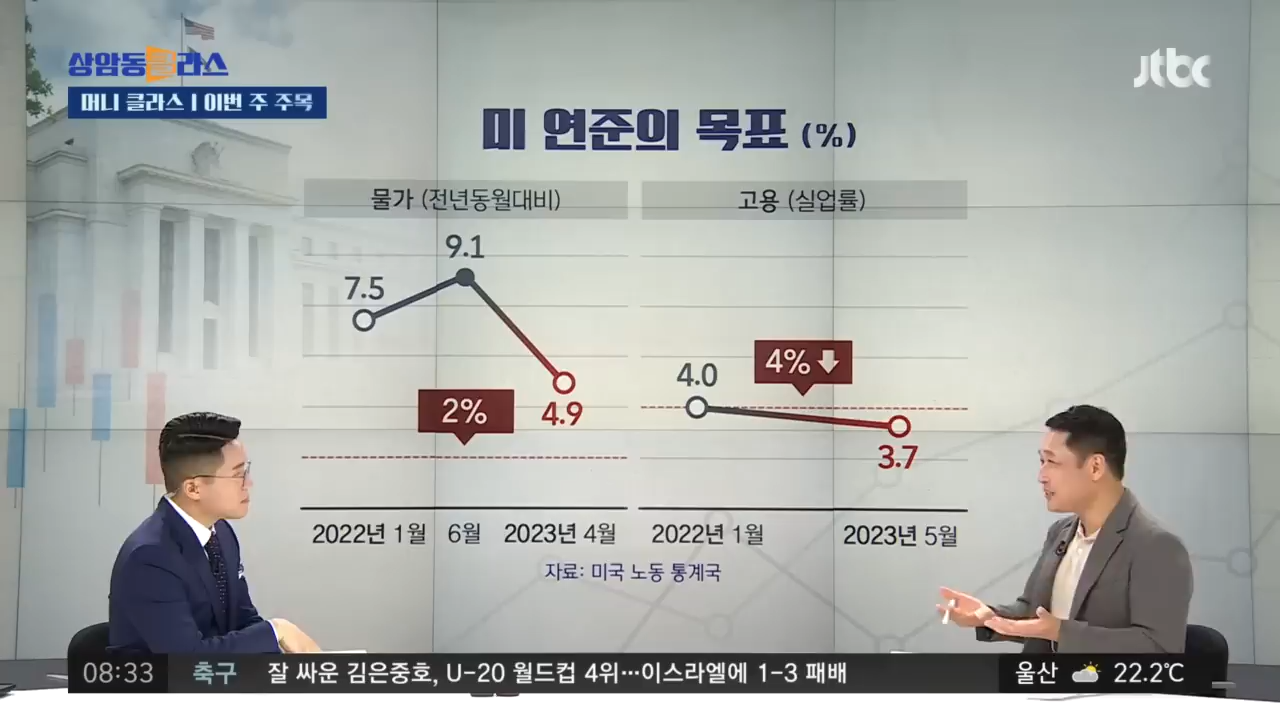 상암동클라스
jtbc
머니 클라스 | 이번 주 주목
미 연준의 목표 (%)
물가 (전년동월대비)
고용 (실업률)
7.5
9.1
4.9
2%
4.0
4%
3.7
2022년 1월
6월
2023년 4월
2022년 1월
2023년 5월
자료: 미국 노동 통계국
08:33
축구
잘 싸운 김은중호, U-20 월드컵 4위…이스라엘에 1-3 패배
울산
22.2℃